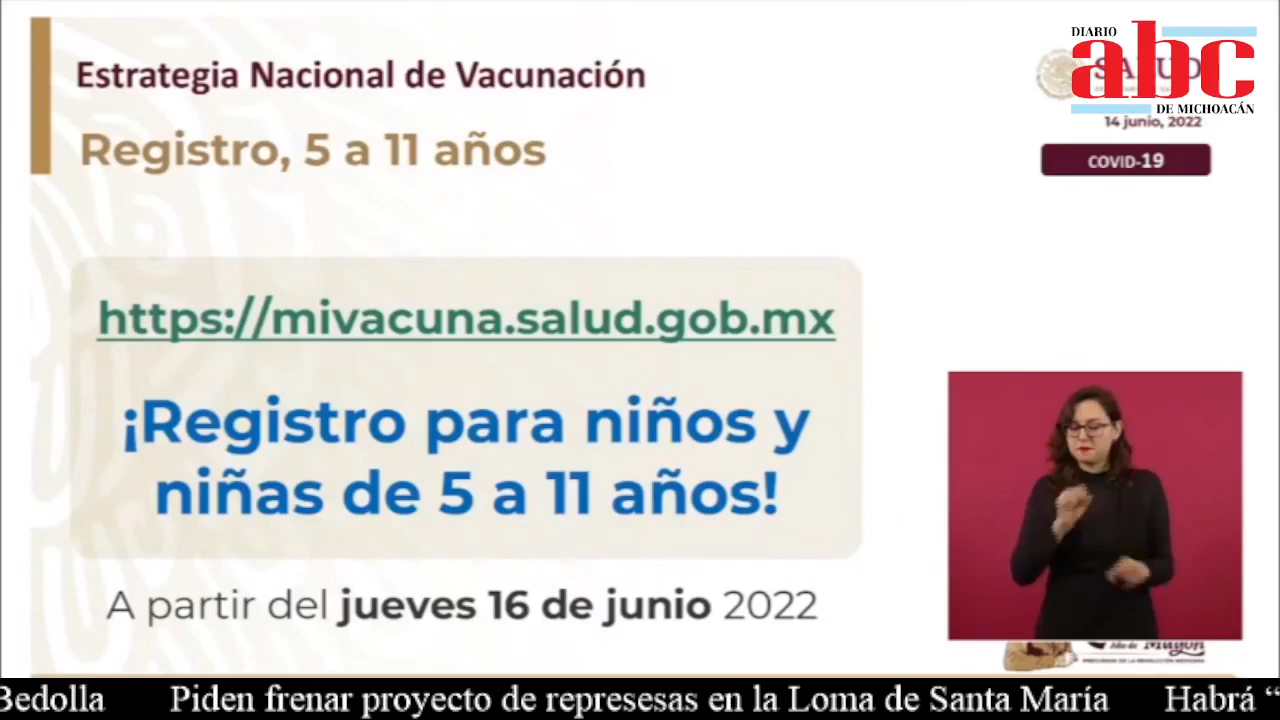 Estrategia Nacional de Vacunación
Registro, 5 a 11 años
DIARIO
abc
DE MICHOACÁN
SALUD
14 junio, 2022
COVID-19
https://mivacuna.salud.gob.mx
¡Registro para niños y
niñas de 5 a 11 años!
A partir del jueves 16 de junio 2022
Bedolla Piden frenar proyecto de represesas en la Loma de Santa María Habrá “